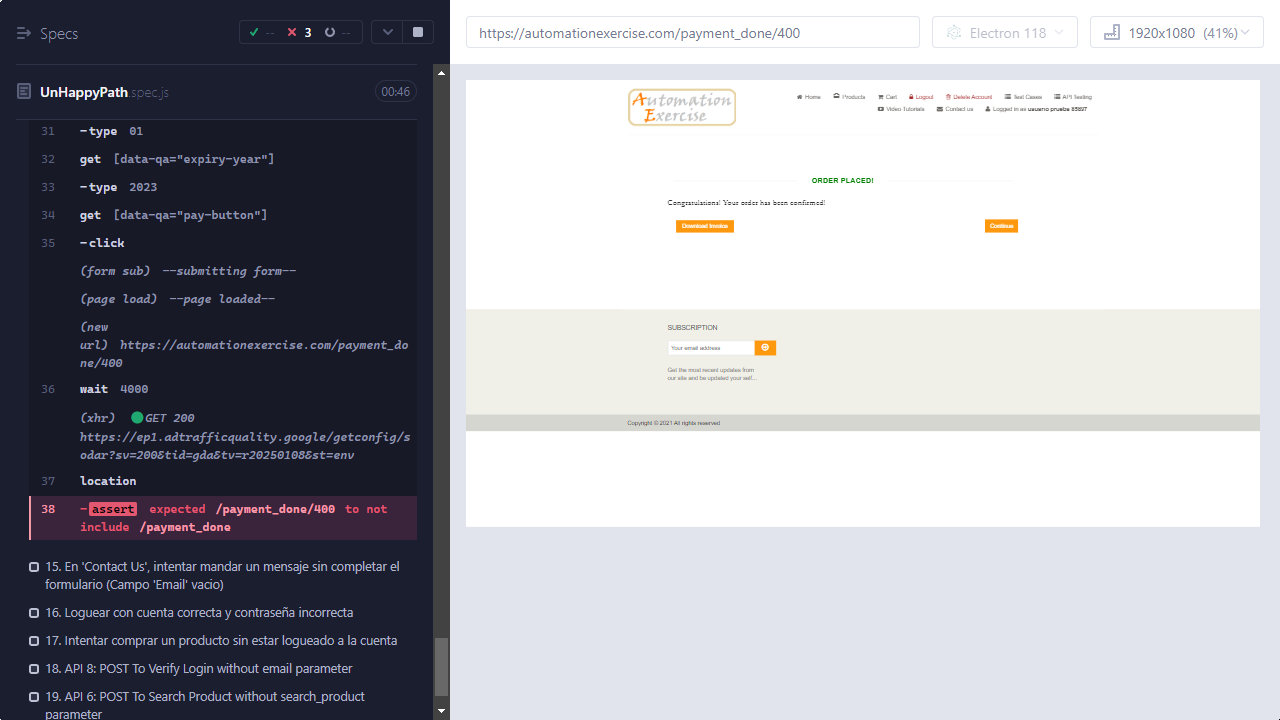 Specs
-- 3 --
UnHappyPath.spec.js 00:46
31 -type 01
32 get [data-qa="expiry-year"]
33 -type 2023
34 get [data-qa="pay-button"]
35 -click
(form sub) --submitting form--
(page load) --page loaded--
(new
url) https://automationexercise.com/payment_do
ne/400
36 wait 4000
(xhr) GET 200
https://ep1.adtrafficquality.google/getconfig/s
odar?sv=200&tid=gda&tv=r20250108&st=env
37 location
38 -assert expected /payment_done/400 to not
include /payment_done
15. En 'Contact Us', intentar mandar un mensaje sin completar el
formulario (Campo 'Email' vacio)
16. Loguear con cuenta correcta y contraseña incorrecta
17. Intentar comprar un producto sin estar logueado a la cuenta
18. API 8: POST To Verify Login without email parameter
19. API 6: POST To Search Product without search_product
parameter
https://automationexercise.com/payment_done/400
Electron 118
1920x1080 (41%)
Automation
Exercise
Home Products Cart Logout Delete Account Test Cases API Testing
Video Tutorials Contact us Logged in as usuario prueba 89897
ORDER PLACED!
Congratulations! Your order has been confirmed!
Download Invoice Continue
SUBSCRIPTION
Your email address
Get the most recent updates from
our site and be updated your self...
Copyright © 2021 All rights reserved